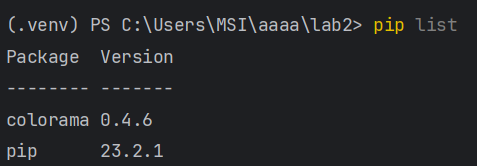 (.venv) PS C:\Users\MSI\aaaa\lab2> pip list
Package  Version
-------- -------
colorama 0.4.6
pip      23.2.1